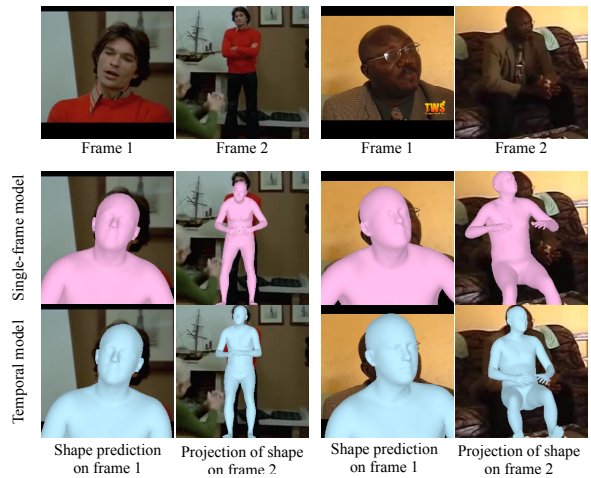 Frame 1
Frame 2
TWS
Frame 1
Frame 2
Single-frame model
Temporal model
Shape prediction
on frame 1
Projection of shape
on frame 2
Shape prediction
on frame 1
Projection of shape
on frame 2